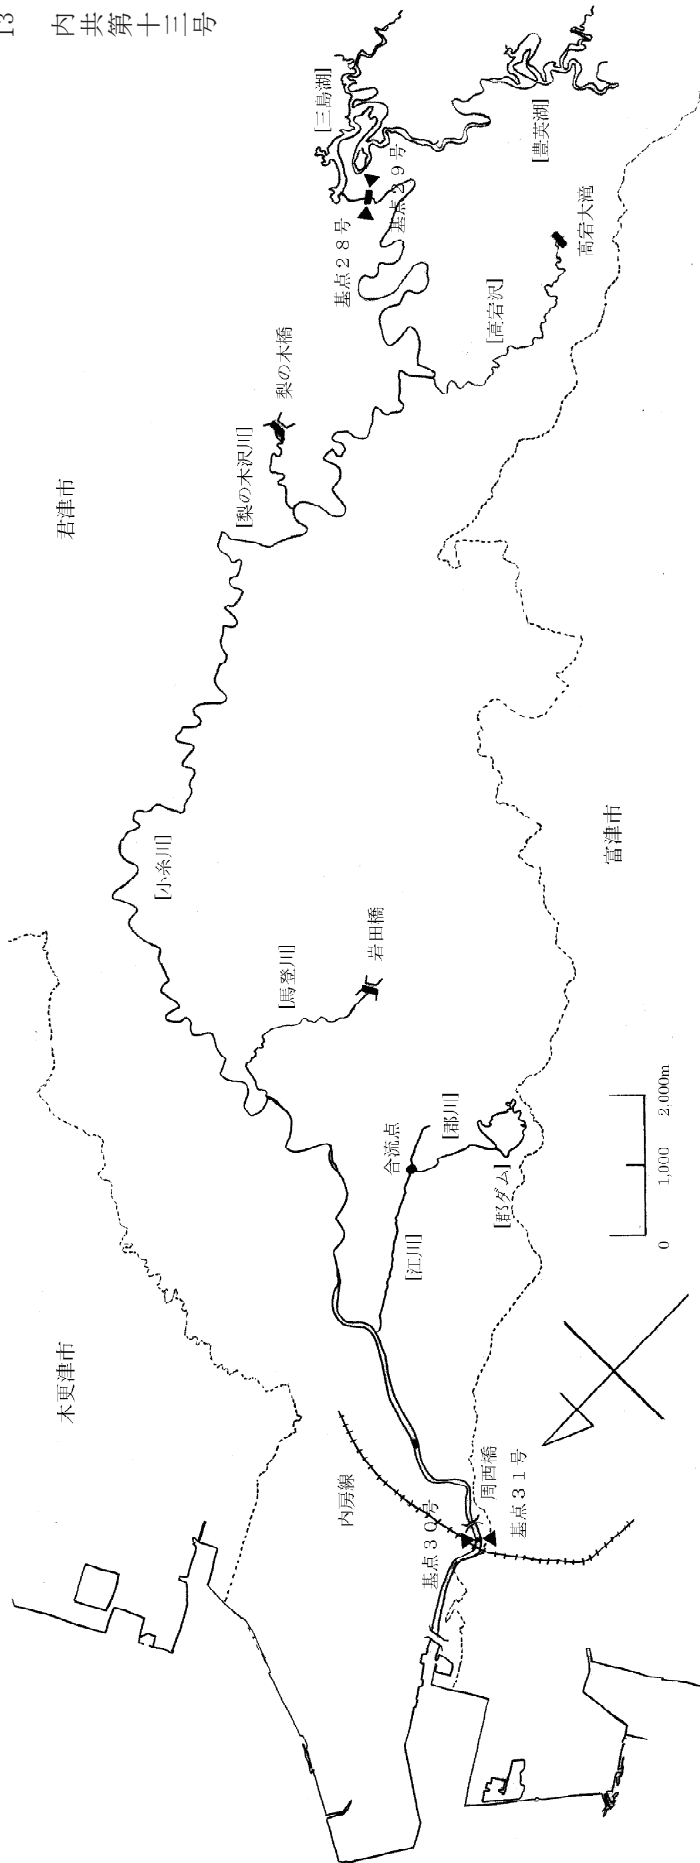 13　内共第十三号
木更津市
君津市
富津市
[三島湖]
[豊英湖]
基点28号
基点29号
高宕大滝
[高宕沢]
梨の木橋
[梨の木沢川]
[小糸川]
[馬登川]
岩田橋
合流点
[郡川]
[郡ダム]
[江川]
内房線
周西橋
基点30号
基点31号
0　1,000　2,000m